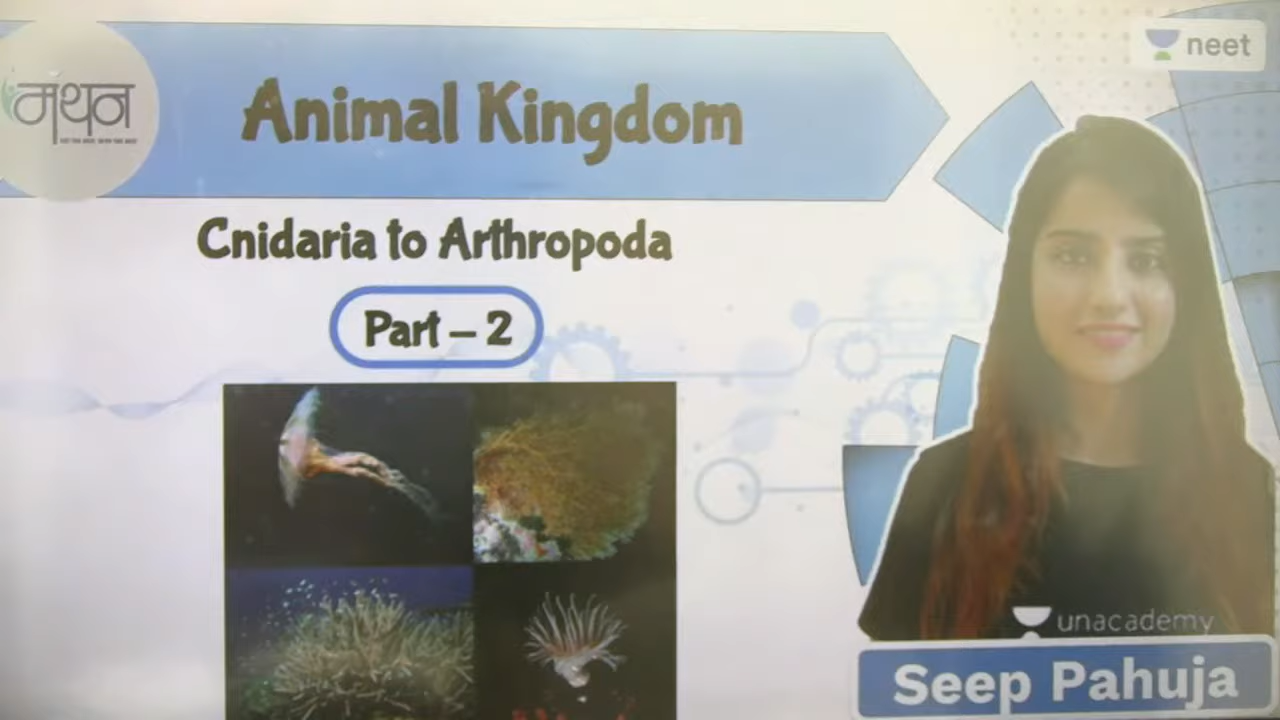 neet
मंथन
Animal Kingdom
Cnidaria to Arthropoda
Part – 2
unacademy
Seep Pahuja